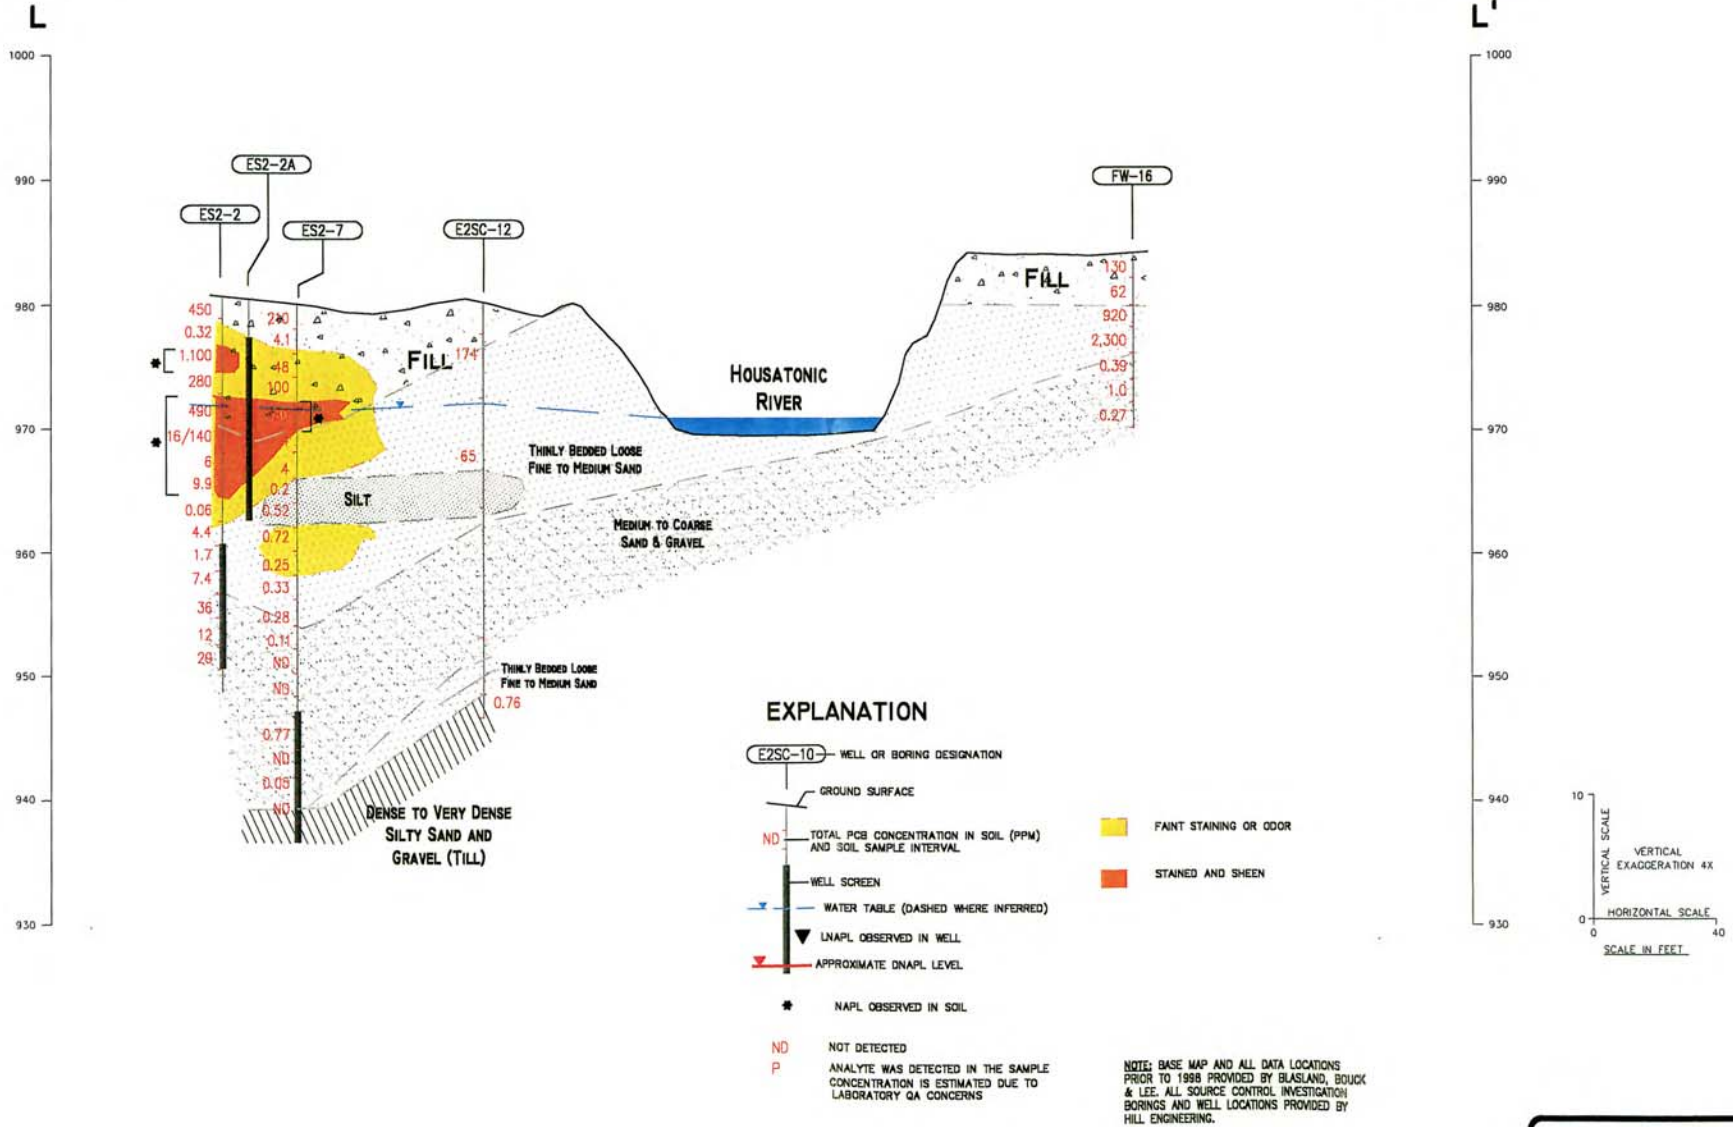 L
L'
1000
990
980
970
960
950
940
930
1000
990
980
970
960
950
940
930
ES2-2A
ES2-2
ES2-7
E2SC-12
FW-16
450
0.32
1,100
280
490
16/140
6
9.9
0.06
4.4
1.7
7.4
36
12
29
*
*
4.1
48
100
*
4
0.2
0.52
0.72
0.25
0.33
0.28
0.11
ND
ND
0.77
ND
0.05
ND
174
65
0.76
130
62
920
2,300
0.39
1.0
0.27
FILL
FILL
HOUSATONIC
RIVER
THINLY BEDDED LOOSE
FINE TO MEDIUM SAND
SILT
MEDIUM TO COARSE
SAND & GRAVEL
THINLY BEDDED LOOSE
FINE TO MEDIUM SAND
DENSE TO VERY DENSE
SILTY SAND AND
GRAVEL (TILL)
EXPLANATION
E2SC-10
WELL OR BORING DESIGNATION
GROUND SURFACE
ND
TOTAL PCB CONCENTRATION IN SOIL (PPM)
AND SOIL SAMPLE INTERVAL
WELL SCREEN
WATER TABLE (DASHED WHERE INFERRED)
LNAPL OBSERVED IN WELL
APPROXIMATE DNAPL LEVEL
* NAPL OBSERVED IN SOIL
ND NOT DETECTED
P ANALYTE WAS DETECTED IN THE SAMPLE
CONCENTRATION IS ESTIMATED DUE TO
LABORATORY QA CONCERNS
FAINT STAINING OR ODOR
STAINED AND SHEEN
NOTE: BASE MAP AND ALL DATA LOCATIONS
PRIOR TO 1998 PROVIDED BY BLASLAND, BOUCK
& LEE. ALL SOURCE CONTROL INVESTIGATION
BORINGS AND WELL LOCATIONS PROVIDED BY
HILL ENGINEERING.
10
VERTICAL SCALE
VERTICAL
EXAGGERATION 4X
0
HORIZONTAL SCALE
0
40
SCALE IN FEET